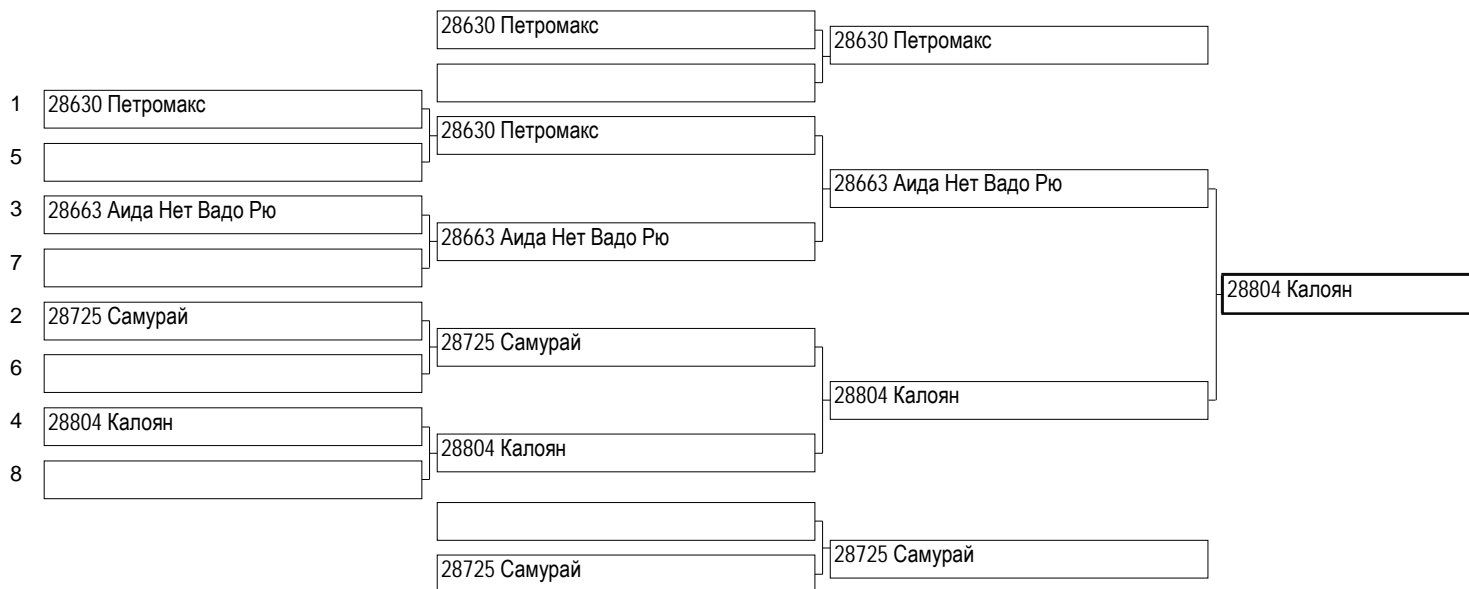 28630 Петромакс
28630 Петромакс
1 28630 Петромакс
28630 Петромакс
5
28663 Аида Нет Вадо Рю
3 28663 Аида Нет Вадо Рю
28663 Аида Нет Вадо Рю
7
28804 Калоян
2 28725 Самурай
28725 Самурай
6
28804 Калоян
4 28804 Калоян
28804 Калоян
8
28725 Самурай
28725 Самурай